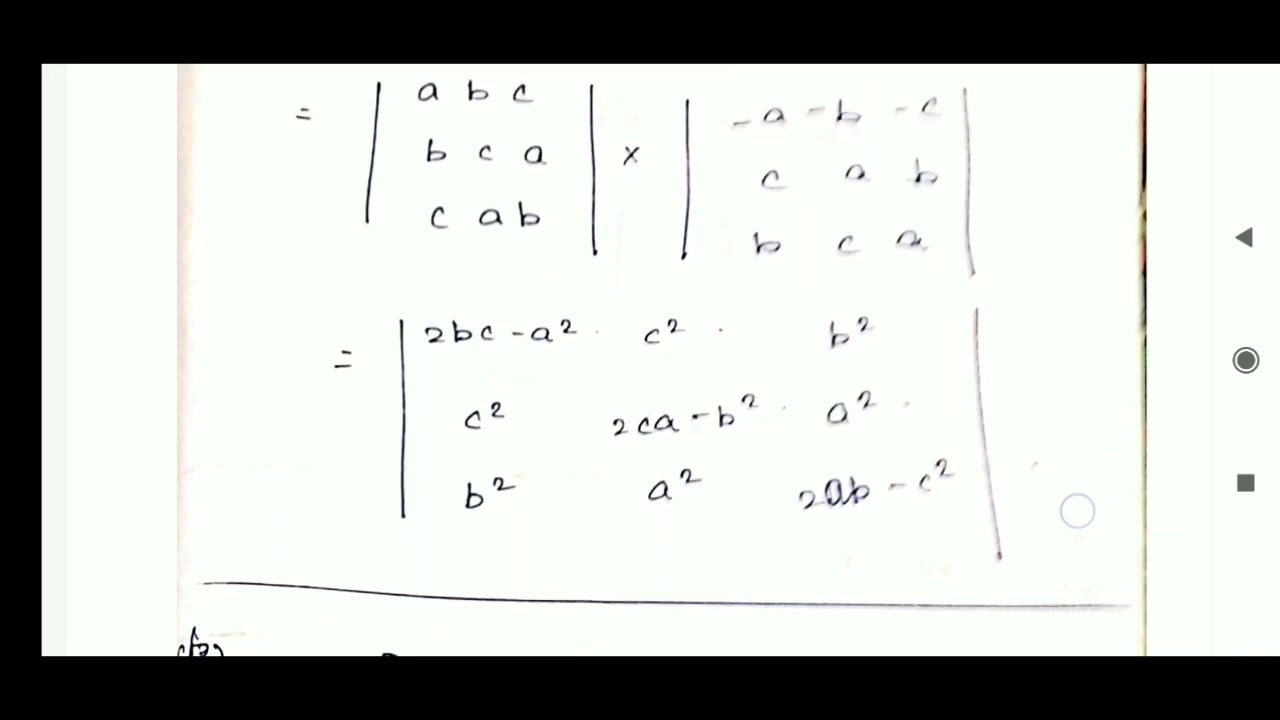 = | a b c | × | -a -b -c |
| b c a | | c a b |
| c a b | | b c a |
= | 2bc - a² c² b² |
| c² 2ca - b² a² |
| b² a² 2ab - c² |